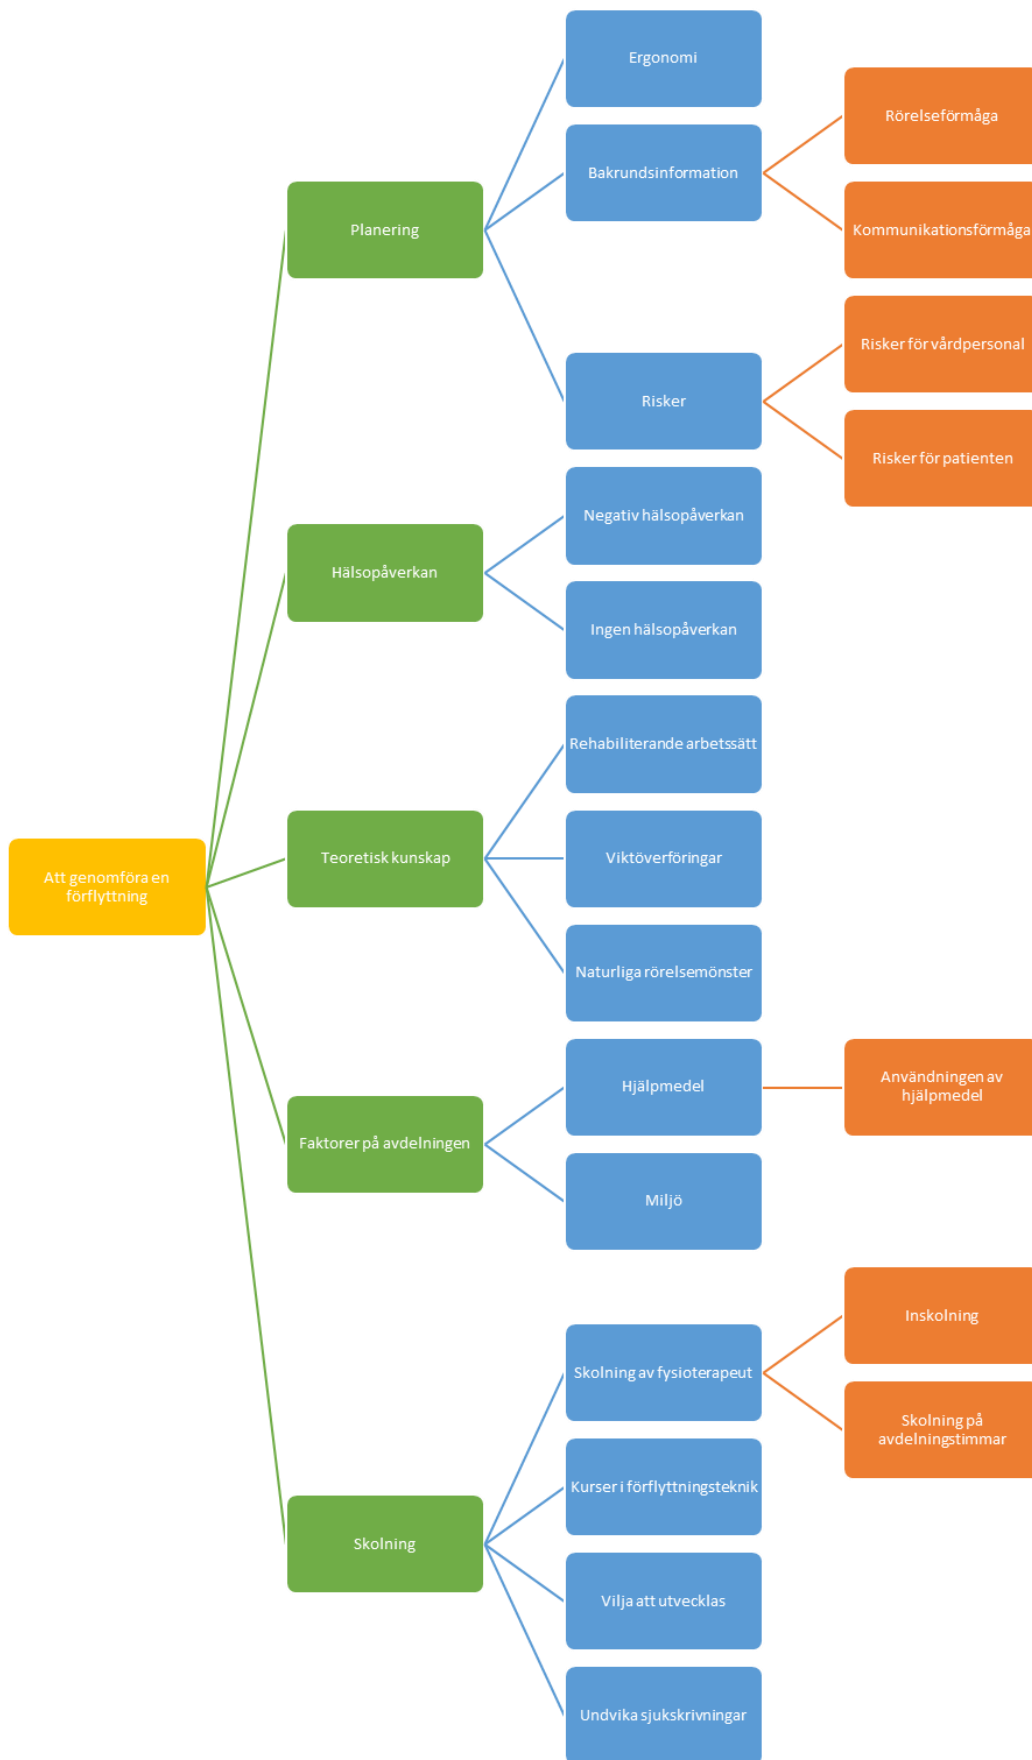 Ergonomi
Rörelseförmåga
Bakrundsinformation
Planering
Kommunikationsförmåga
Risker för vårdpersonal
Risker
Risker för patienten
Negativ hälsopåverkan
Hälsopåverkan
Ingen hälsopåverkan
Rehabiliterande arbetssätt
Teoretisk kunskap
Viktöverföringar
Att genomföra en
förflyttning
Naturliga rörelsemönster
Hjälpmedel
Användningen av
hjälpmedel
Faktorer på avdelningen
Miljö
Inskolning
Skolning av fysioterapeut
Skolning på
avdelningstimmar
Kurser i förflyttningsteknik
Skolning
Vilja att utvecklas
Undvika sjukskrivningar